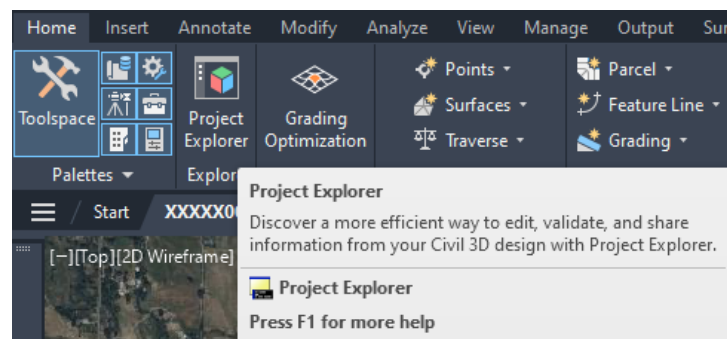 Home Insert Annotate Modify Analyze View Manage Output
Points Parcel
Toolspace Project Explorer Grading Optimization Surfaces Feature Line
Traverse Grading
Palettes Explor
Start XXXXX0
Project Explorer
Discover a more efficient way to edit, validate, and share
information from your Civil 3D design with Project Explorer.
[−][Top][2D Wireframe]
Project Explorer
Press F1 for more help